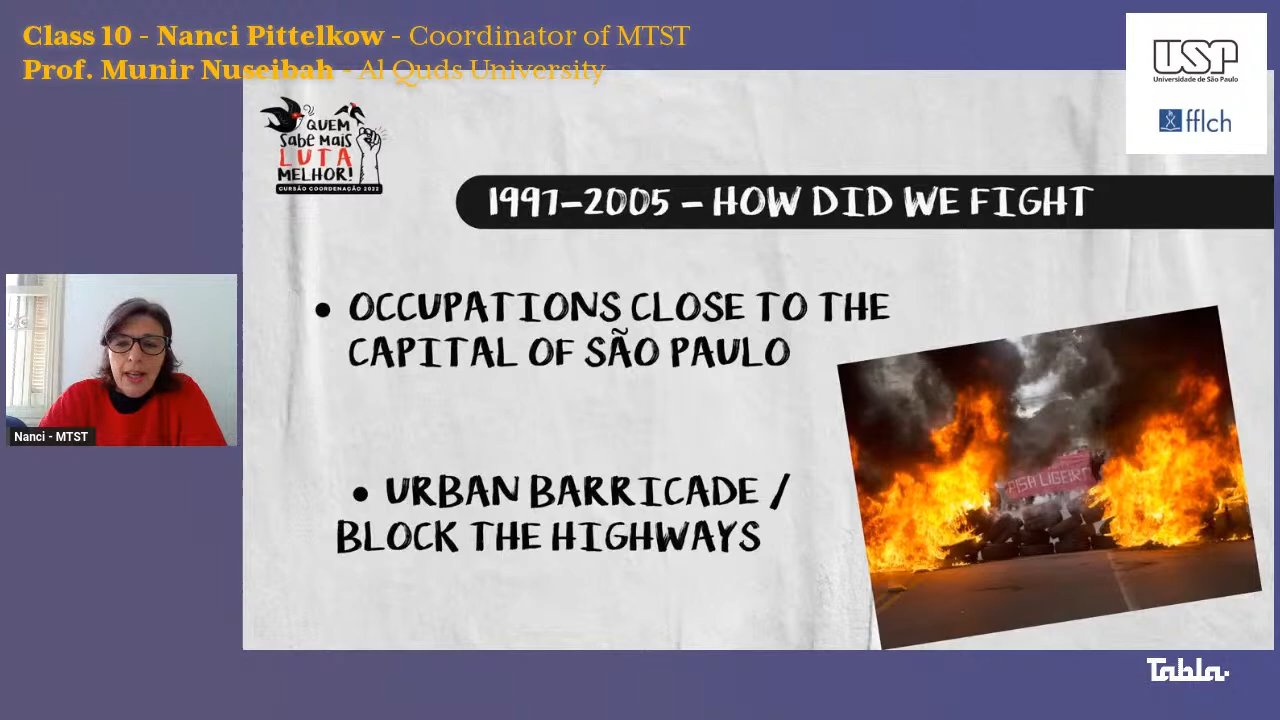 Class 10 - Nanci Pittelkow - Coordinator of MTST
Prof. Munir Nuseibah - Al Quds University
USP
Universidade de São Paulo
fflch
QUEM
SABE MAIS
LUTA
MELHOR!
CURSÃO COORDENAÇÃO 2022
1997-2005 - HOW DID WE FIGHT
• OCCUPATIONS CLOSE TO THE
CAPITAL OF SÃO PAULO
• URBAN BARRICADE /
BLOCK THE HIGHWAYS
PISA LIGEIRO
Nanci - MTST
Tabla.